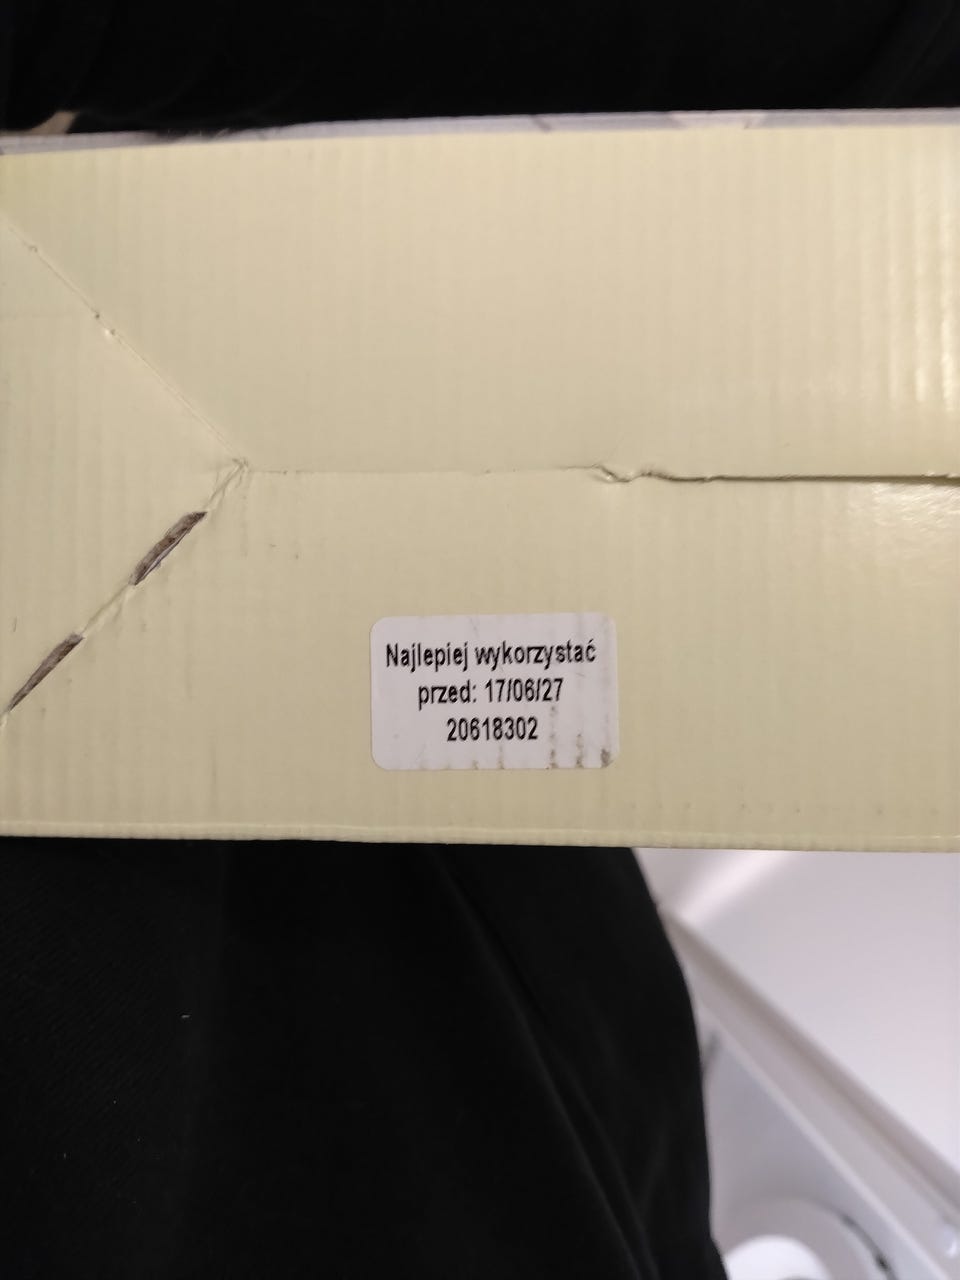 Najlepiej wykorzystać
przed: 17/06/27
20618302